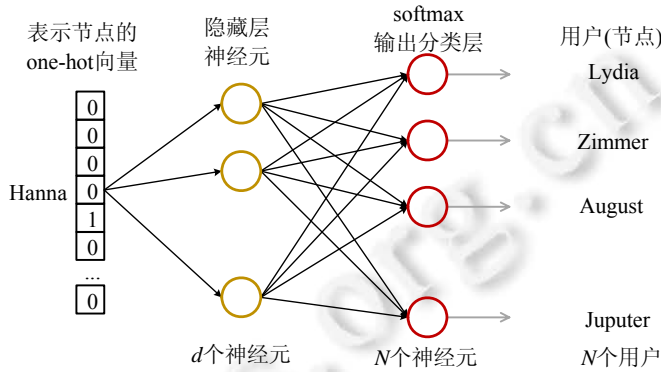 表示节点的
one-hot向量
隐藏层
神经元
softmax
输出分类层
用户(节点)
Lydia
Zimmer
August
Juputer
Hanna
0
0
0
0
1
0
...
0
d个神经元
N个神经元
N个用户
.org.cn